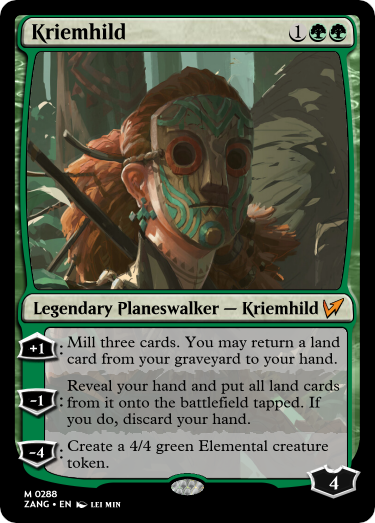 Kriemhild 1
Legendary Planeswalker — Kriemhild
+1: Mill three cards. You may return a land
card from your graveyard to your hand.
-1: Reveal your hand and put all land cards
from it onto the battlefield tapped. If
you do, discard your hand.
-4: Create a 4/4 green Elemental creature
token.
4
M 0288
ZANG • EN LEI MIN